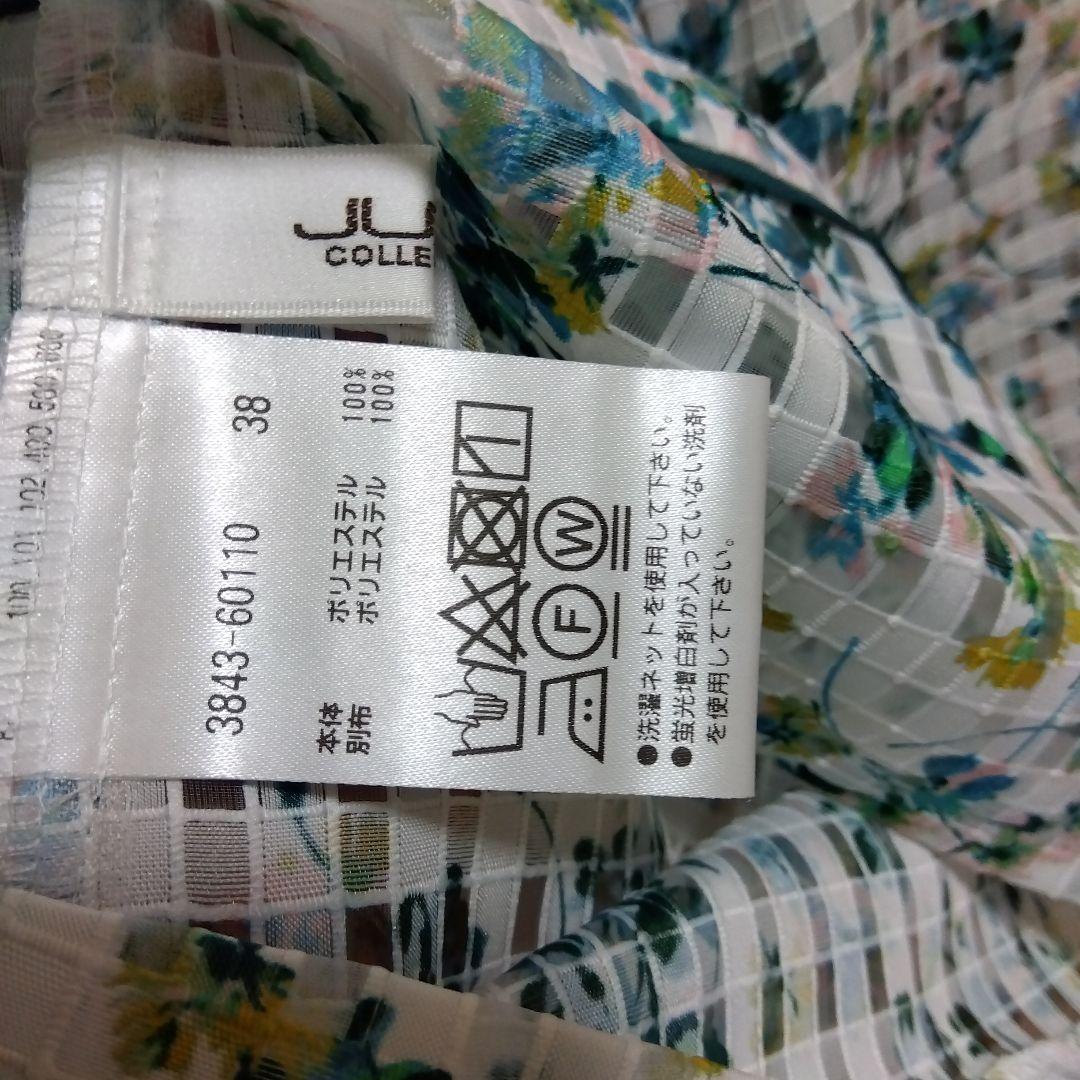 COLLE
3843-60110 38
本体 ポリエステル 100%
別布 ポリエステル 100%
W
F
●洗濯ネットを使用して下さい。
●蛍光増白剤が入っていない洗剤
を使用して下さい。